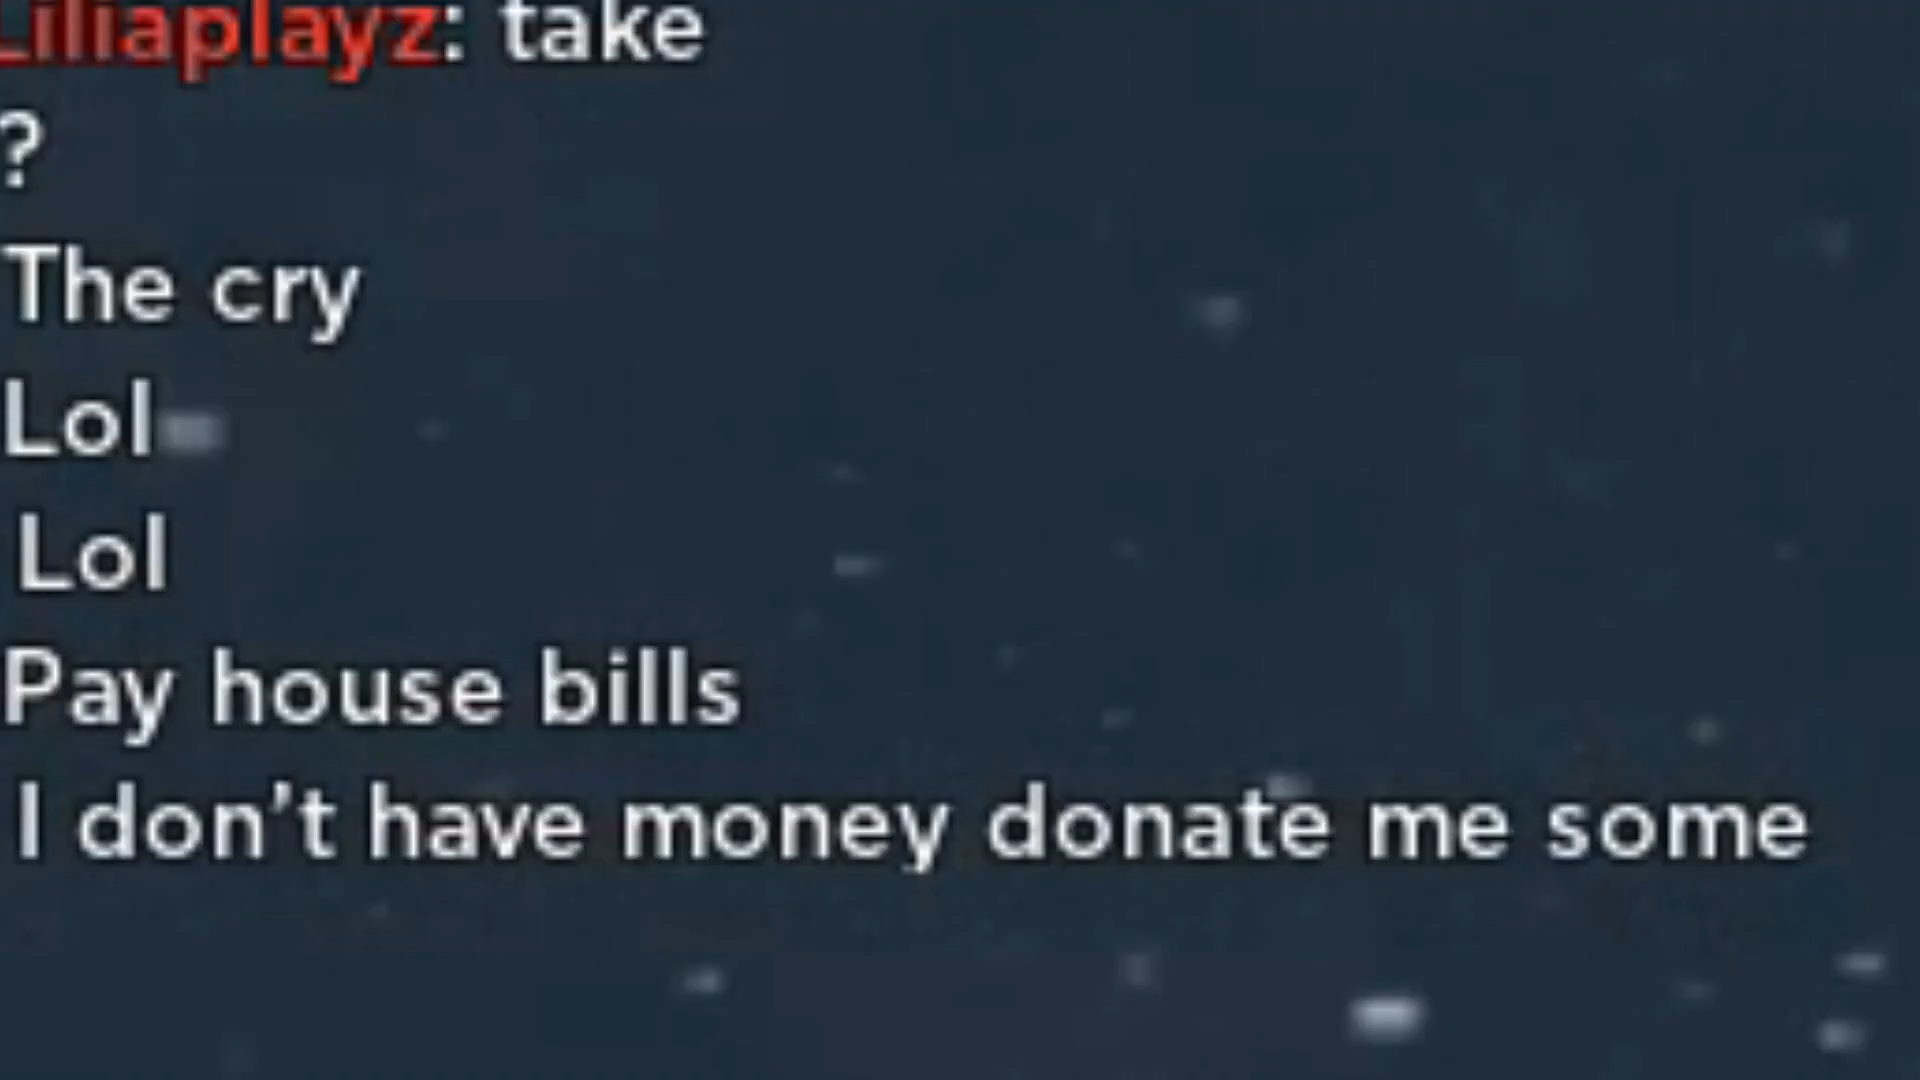 Liliaplayz: take
?
The cry
Lol
Lol
Pay house bills
I don't have money donate me some